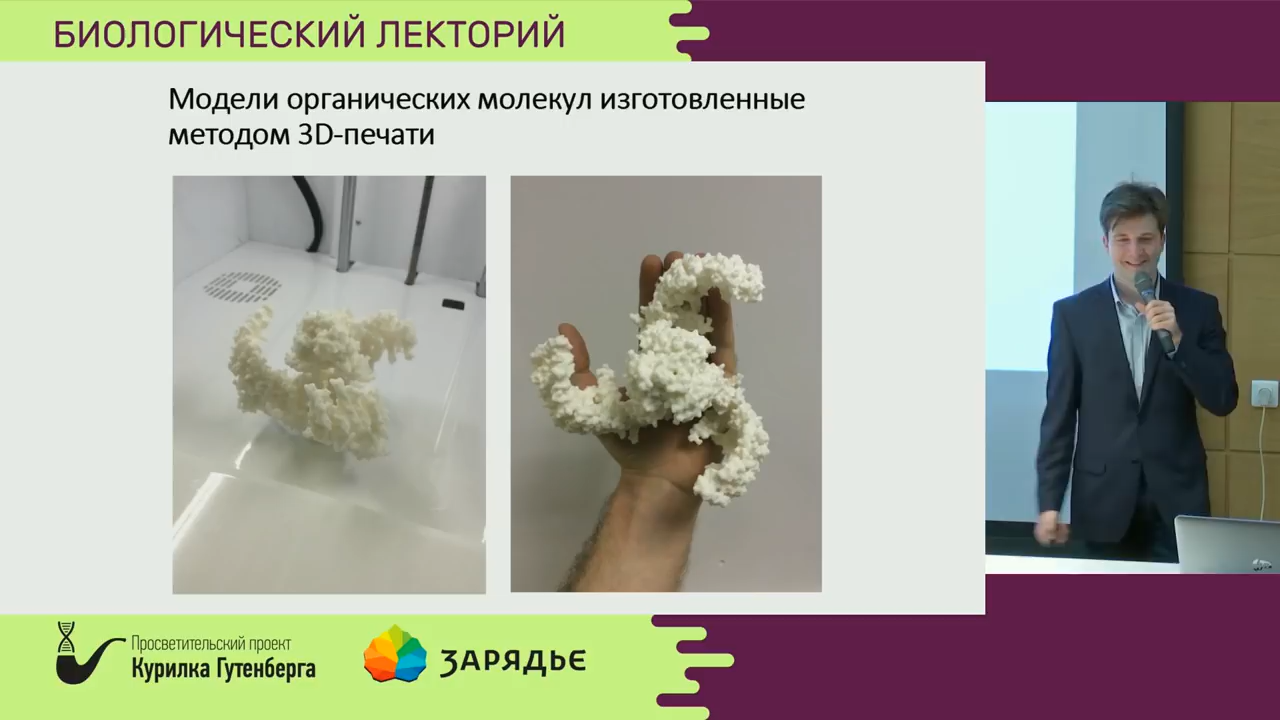 БИОЛОГИЧЕСКИЙ ЛЕКТОРИЙ
Модели органических молекул изготовленные
методом 3D-печати
Просветительский проект
Курилка Гутенберга
ЗАРЯДЬЕ